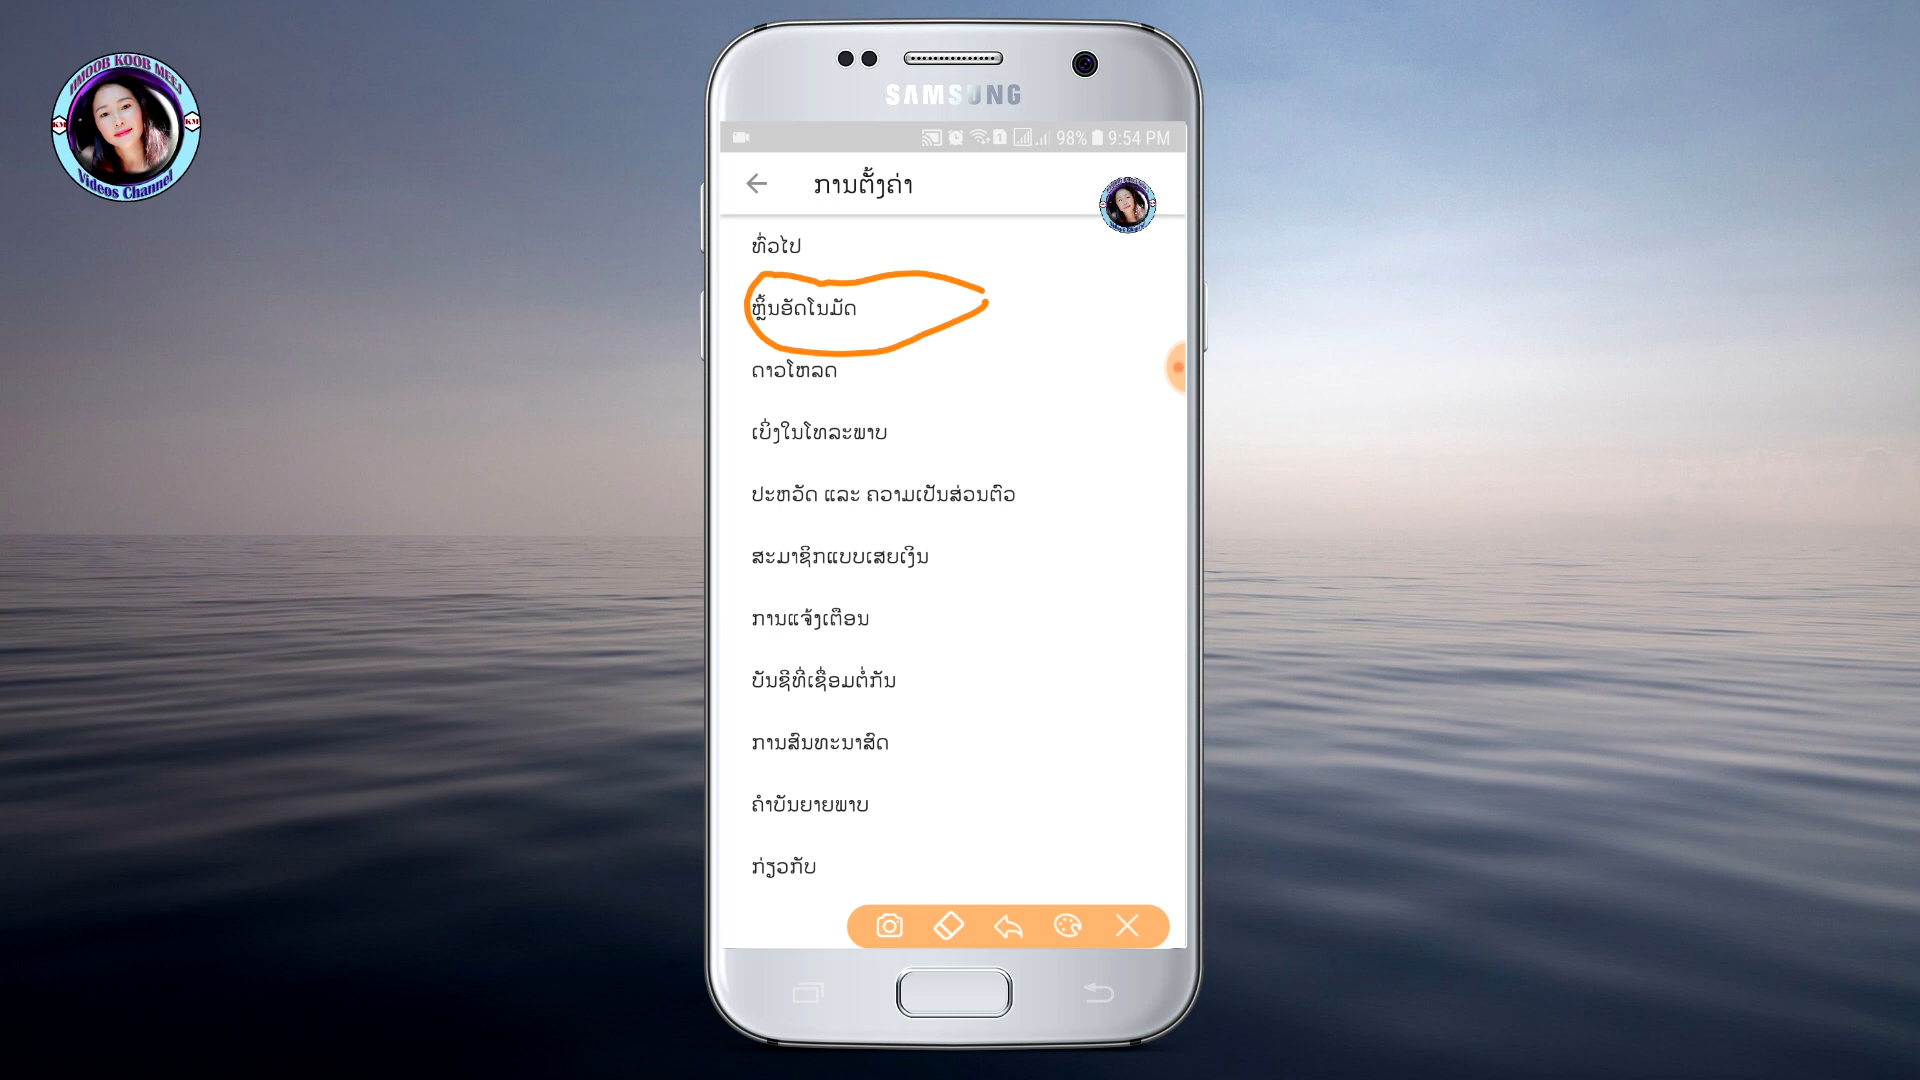 HMOOB KOOB MEEJ
KM
KM
Videos Channel
SAMSUNG
98% 9:54 PM
ການຕັ້ງຄ່າ
ທົ່ວໄປ
ຫຼິ້ນອັດໂນມັດ
ດາວໂຫລດ
ເບິ່ງໃນໂທລະພາບ
ປະຫວັດ ແລະ ຄວາມເປັນສ່ວນຕົວ
ສະມາຊິກແບບເສຍເງິນ
ການແຈ້ງເຕືອນ
ບັນຊີທີ່ເຊື່ອມຕໍ່ກັນ
ການສົນທະນາສົດ
ຄຳບັນຍາຍພາບ
ກ່ຽວກັບ